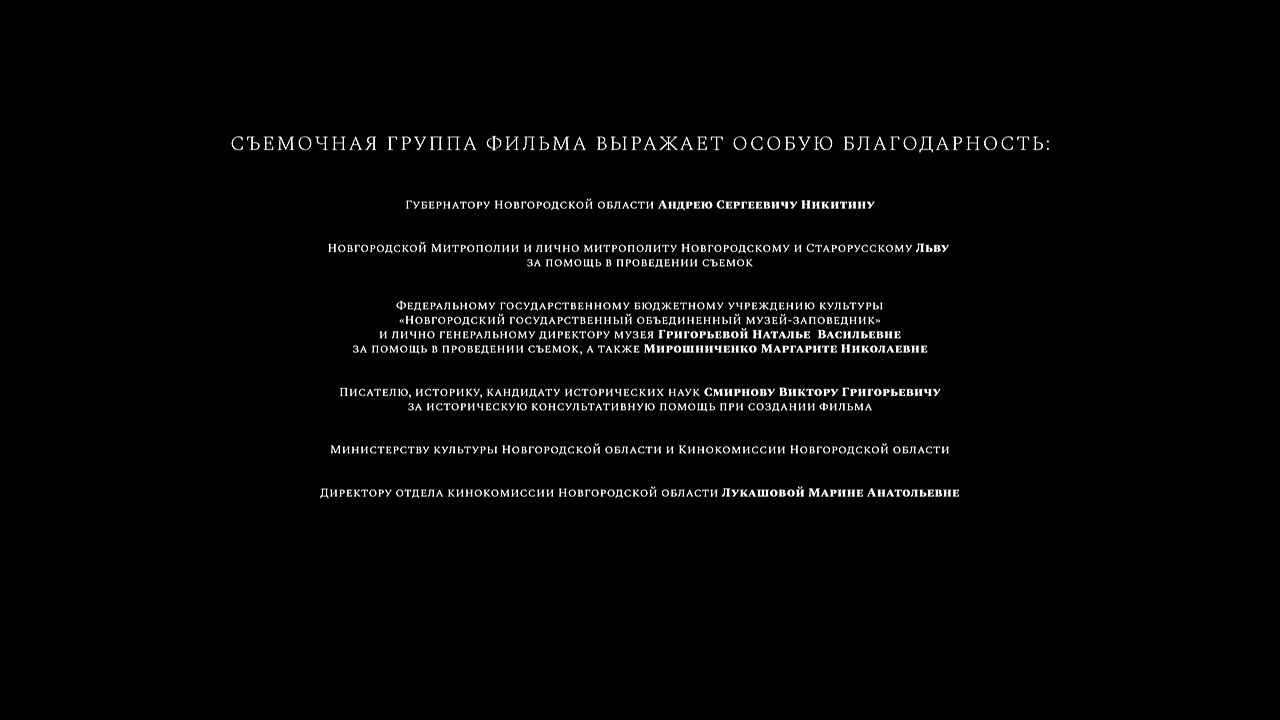 СЪЕМОЧНАЯ ГРУППА ФИЛЬМА ВЫРАЖАЕТ ОСОБУЮ БЛАГОДАРНОСТЬ:
Губернатору Новгородской области Андрею Сергеевичу Никитину
Новгородской Митрополии и лично митрополиту Новгородскому и Старорусскому Льву
за помощь в проведении съемок
Федеральному государственному бюджетному учреждению культуры
«Новгородский государственный объединенный музей-заповедник»
и лично генеральному директору музея Григорьевой Наталье Васильевне
за помощь в проведении съемок, а также Мирошниченко Маргарите Николаевне
Писателю, историку, кандидату исторических наук Смирнову Виктору Григорьевичу
за историческую консультативную помощь при создании фильма
Министерству культуры Новгородской области и Кинокомиссии Новгородской области
Директору отдела кинокомиссии Новгородской области Лукашовой Марине Анатольевне